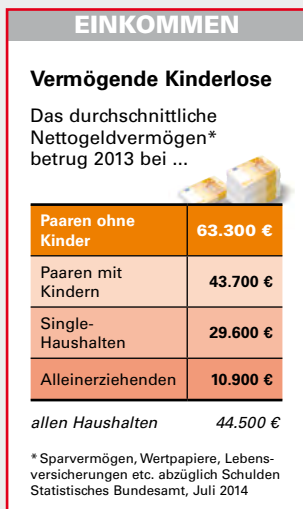 EINKOMMEN
Vermögende Kinderlose
Das durchschnittliche
Nettogeldvermögen*
betrug 2013 bei ...
Paaren ohne
Kinder
63.300 €
Paaren mit
Kindern
43.700 €
Single-
Haushalten
29.600 €
Alleinerziehenden 10.900 €
allen Haushalten 44.500 €
* Sparvermögen, Wertpapiere, Lebens-
versicherungen etc. abzüglich Schulden
Statistisches Bundesamt, Juli 2014